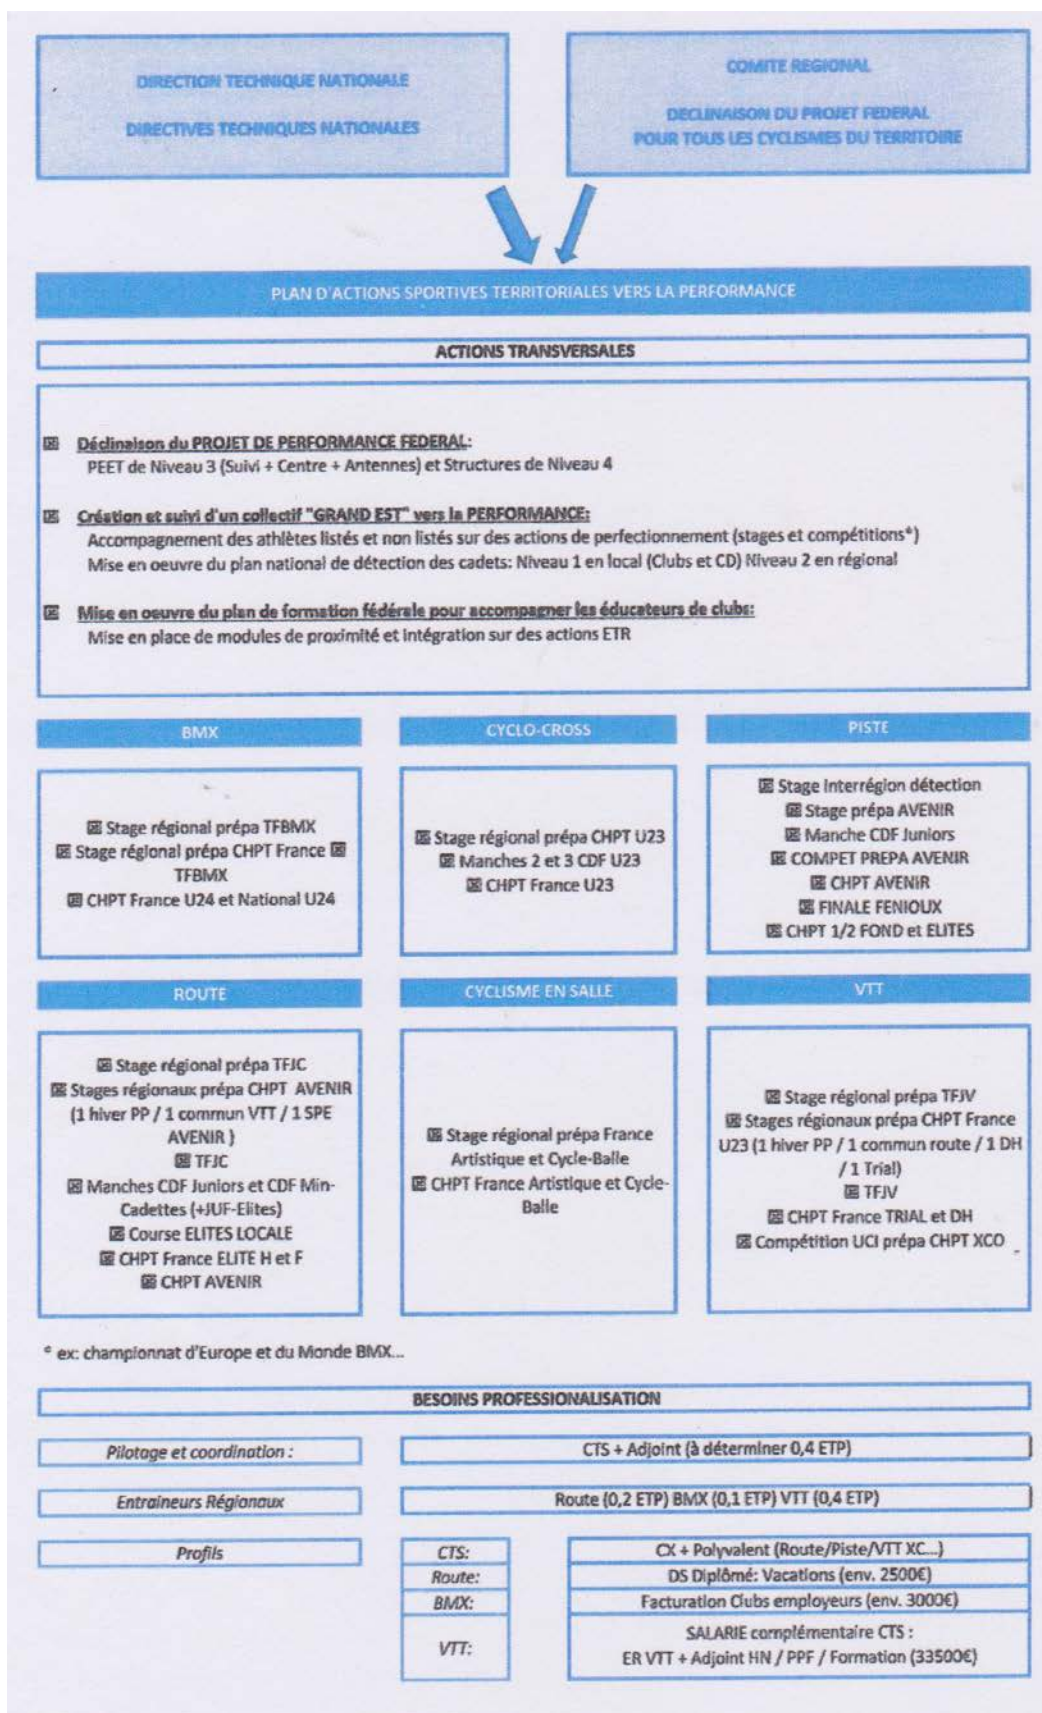 DIRECTION TECHNIQUE NATIONALE
DIRECTIVES TECHNIQUES NATIONALES
COMITE REGIONAL
DECLINAISON DU PROJET FEDERAL
POUR TOUS LES CYCLISMES DU TERRITOIRE
PLAN D'ACTIONS SPORTIVES TERRITORIALES VERS LA PERFORMANCE
ACTIONS TRANSVERSALES
Déclinaison du PROJET DE PERFORMANCE FEDERAL:
PEET de Niveau 3 (Suivi + Centre + Antennes) et Structures de Niveau 4
Création et suivi d'un collectif "GRAND EST" vers la PERFORMANCE:
Accompagnement des athlètes listés et non listés sur des actions de perfectionnement (stages et compétitions*)
Mise en oeuvre du plan national de détection des cadets: Niveau 1 en local (Clubs et CD) Niveau 2 en régional
Mise en oeuvre du plan de formation fédérale pour accompagner les éducateurs de clubs:
Mise en place de modules de proximité et intégration sur des actions ETR
BMX
Stage régional prépa TFBMX
Stage régional prépa CHPT France
TFBMX
CHPT France U24 et National U24
CYCLO-CROSS
Stage régional prépa CHPT U23
Manches 2 et 3 CDF U23
CHPT France U23
PISTE
Stage Interrégion détection
Stage prépa AVENIR
Manche CDF Juniors
COMPET PREPA AVENIR
CHPT AVENIR
FINALE FENIOUX
CHPT 1/2 FOND et ELITES
ROUTE
Stage régional prépa TFJC
Stages régionaux prépa CHPT AVENIR
(1 hiver PP / 1 commun VTT / 1 SPE
AVENIR )
TFJC
Manches CDF Juniors et CDF Min-
Cadettes (+JUF-Elites)
Course ELITES LOCALE
CHPT France ELITE H et F
CHPT AVENIR
CYCLISME EN SALLE
Stage régional prépa France
Artistique et Cycle-Balle
CHPT France Artistique et Cycle-
Balle
VTT
Stage régional prépa TFJV
Stages régionaux prépa CHPT France
U23 (1 hiver PP / 1 commun route / 1 DH
/ 1 Trial)
TFJV
CHPT France TRIAL et DH
Compétition UCI prépa CHPT XCO
* ex: championnat d'Europe et du Monde BMX...
BESOINS PROFESSIONALISATION
Pilotage et coordination :
CTS + Adjoint (à déterminer 0,4 ETP)
Entraineurs Régionaux
Route (0,2 ETP) BMX (0,1 ETP) VTT (0,4 ETP)
Profils
CTS:
CX + Polyvalent (Route/Piste/VTT XC...)
Route:
DS Diplômé: Vacations (env. 2500€)
BMX:
Facturation Clubs employeurs (env. 3000€)
VTT:
SALARIE complémentaire CTS :
ER VTT + Adjoint HN / PPF / Formation (33500€)